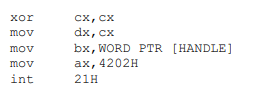 xor cx,cx
mov dx,cx
mov bx,WORD PTR [HANDLE]
mov ax,4202H
int 21H